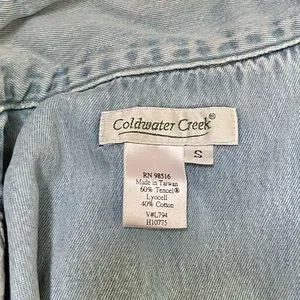 Coldwater Creek®
S
RN 98516
Made in Taiwan
60% Tencel®
Lyocell
40% Cotton
V#L794
H10775